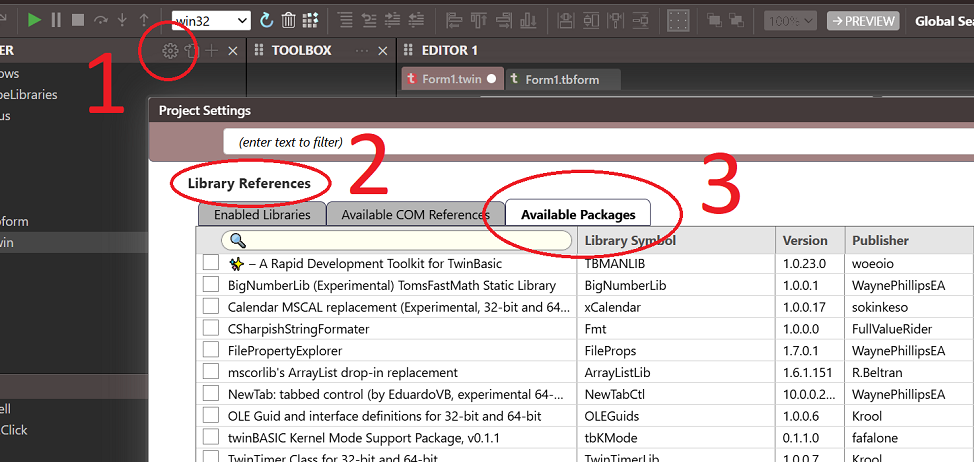 win32
100%
PREVIEW
Global Sea
ER
TOOLBOX
EDITOR 1
1
ows
Form1.twin
Form1.tbform
peLibraries
us
Project Settings
(enter text to filter)
2
3
Library References
Enabled Libraries Available COM References Available Packages
Library Symbol Version Publisher
– A Rapid Development Toolkit for TwinBasic TBMANLIB 1.0.23.0 woeoio
BigNumberLib (Experimental) TomsFastMath Static Library BigNumberLib 1.0.0.1 WaynePhillipsEA
Calendar MSCAL replacement (Experimental, 32-bit and 64... xCalendar 1.0.0.17 sokinkeso
CSharpishStringFormater Fmt 1.0.0.0 FullValueRider
FilePropertyExplorer FileProps 1.7.0.1 WaynePhillipsEA
mscorlib's ArrayList drop-in replacement ArrayListLib 1.6.1.151 R.Beltran
NewTab: tabbed control (by EduardoVB, experimental 64-... NewTabCtl 10.0.0.2... WaynePhillipsEA
OLE Guid and interface definitions for 32-bit and 64-bit OLEGuids 1.0.0.6 Krool
twinBASIC Kernel Mode Support Package, v0.1.1 tbKMode 0.1.1.0 fafalone
TwinTimer Class for 32-bit and 64-bit TwinTimerLib 1.0.0.7 Krool
bform
win
ell
Click